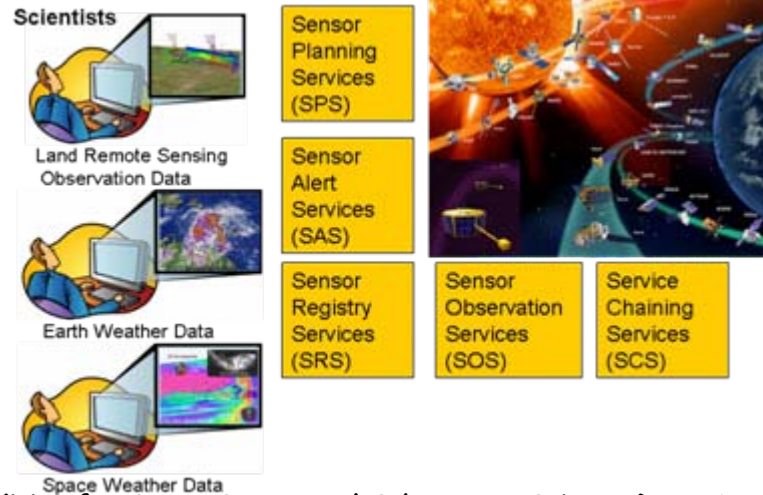 Scientists
Land Remote Sensing
Observation Data
Earth Weather Data
Space Weather Data
Sensor
Planning
Services
(SPS)
Sensor
Alert
Services
(SAS)
Sensor
Registry
Services
(SRS)
Sensor
Observation
Services
(SOS)
Service
Chaining
Services
(SCS)